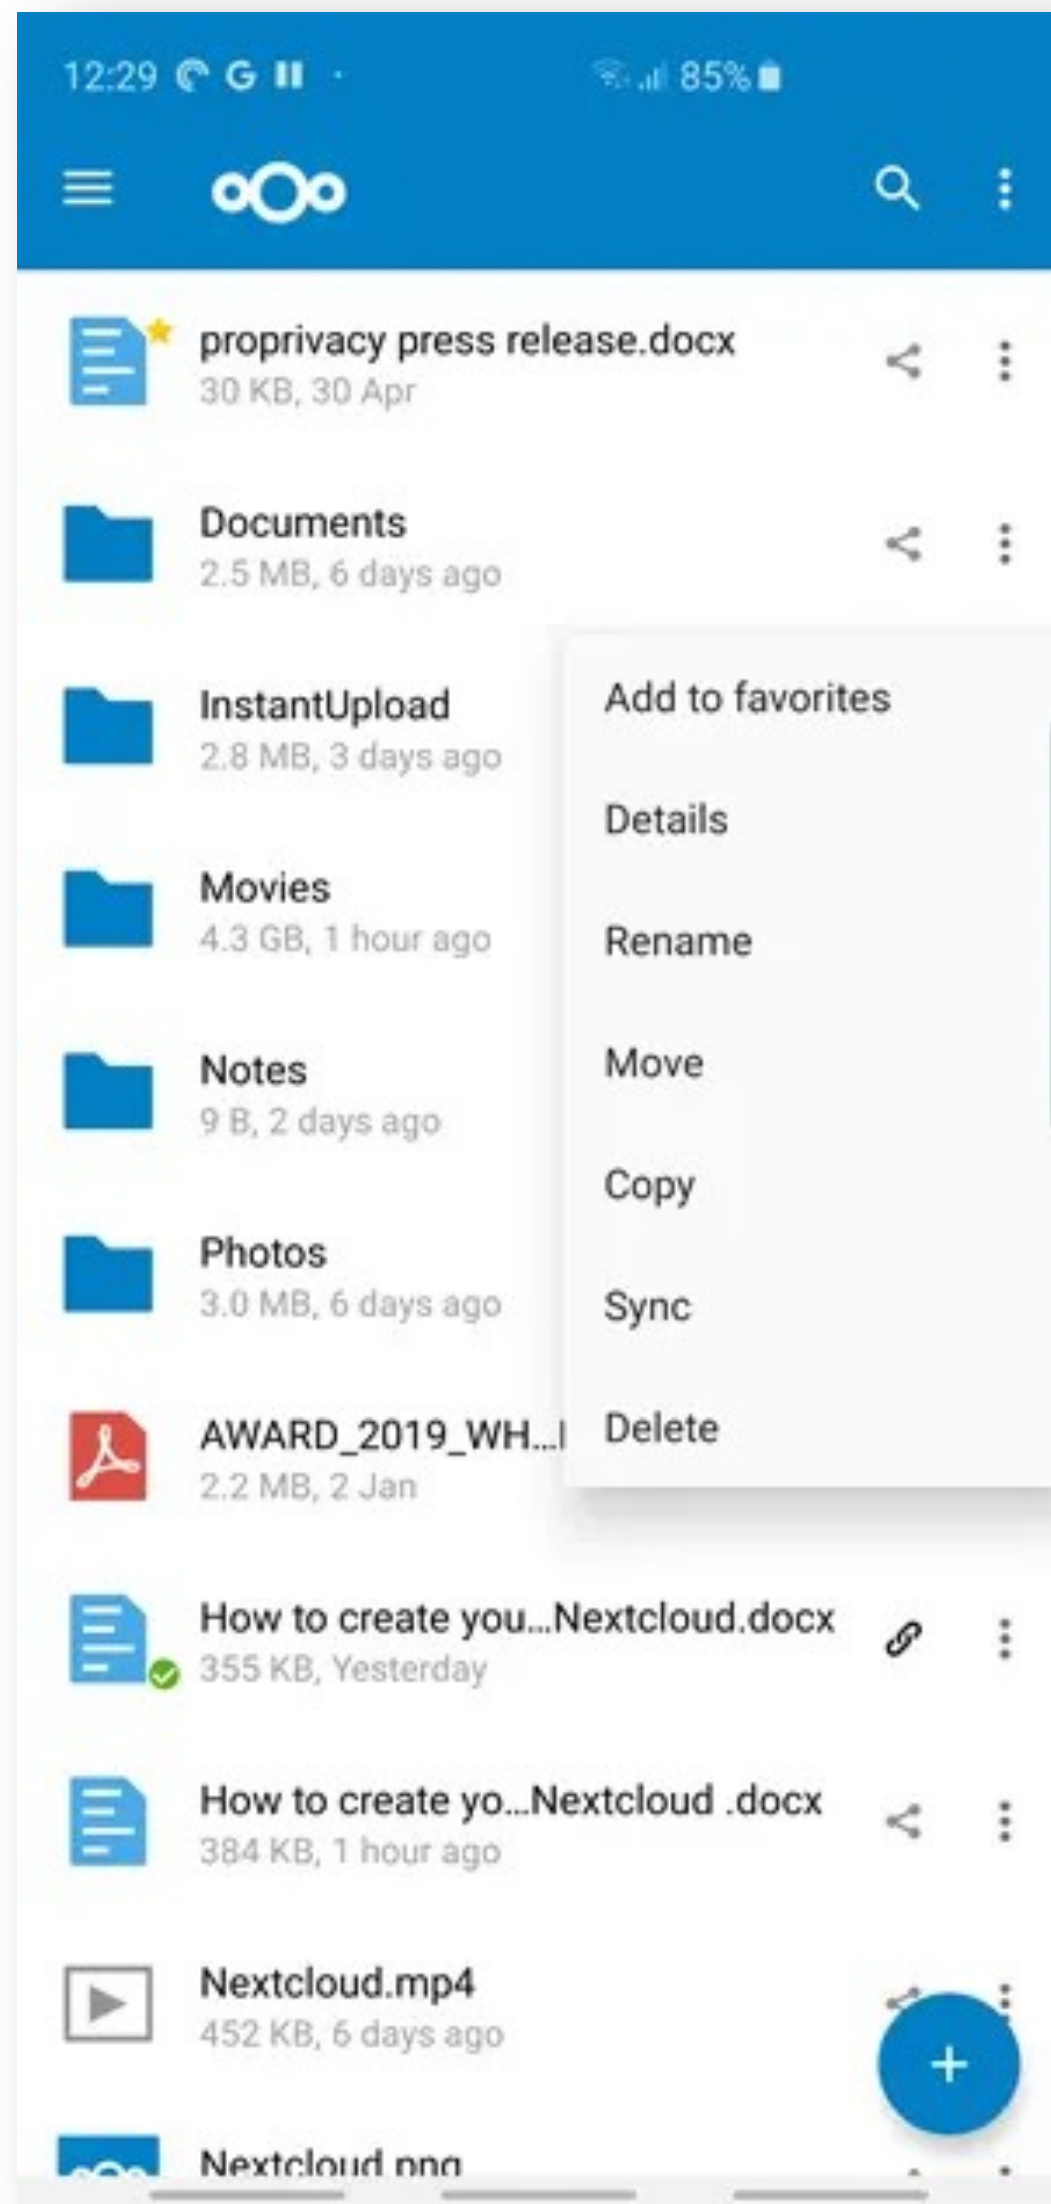 12:29 G 85%
proprivacy press release.docx
30 KB, 30 Apr
Documents
2.5 MB, 6 days ago
InstantUpload
2.8 MB, 3 days ago
Add to favorites
Details
Movies
4.3 GB, 1 hour ago
Rename
Notes
9 B, 2 days ago
Move
Copy
Photos
3.0 MB, 6 days ago
Sync
AWARD_2019_WH...
2.2 MB, 2 Jan
Delete
How to create you...Nextcloud.docx
355 KB, Yesterday
How to create yo...Nextcloud .docx
384 KB, 1 hour ago
Nextcloud.mp4
452 KB, 6 days ago
Nextcloud.png